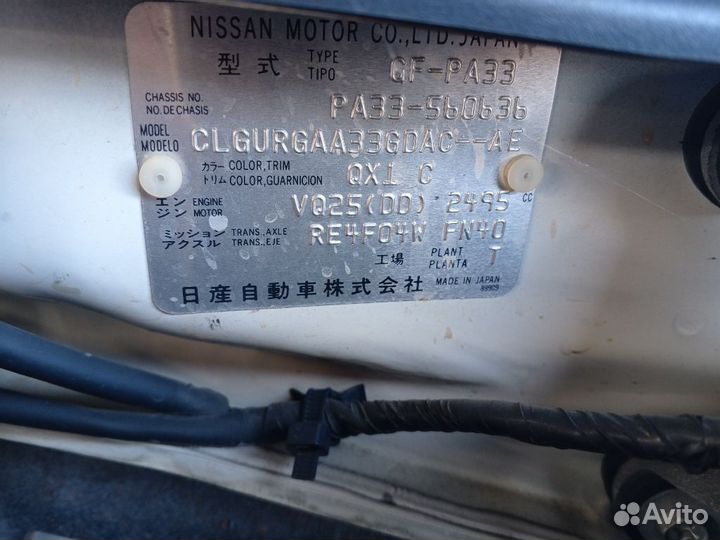 NISSAN MOTOR CO.,LTD.JAPAN
型式 TYPE TIPO GF-PA33
CHASSIS NO. NO.DE CHASIS PA33-560636
MODEL MODELO CLGURGAA33GDAC--AE
カラー COLOR,TRIM
トリム COLOR,GUARNICION QX1 C
エンジン ENGINE MOTOR VQ25(DD) 2495 CC
ミッション TRANS.,AXLE
アクスル TRANS.,EJE RE4F04W FN40
工場 PLANT PLANTA T
日産自動車株式会社 MADE IN JAPAN
Avito